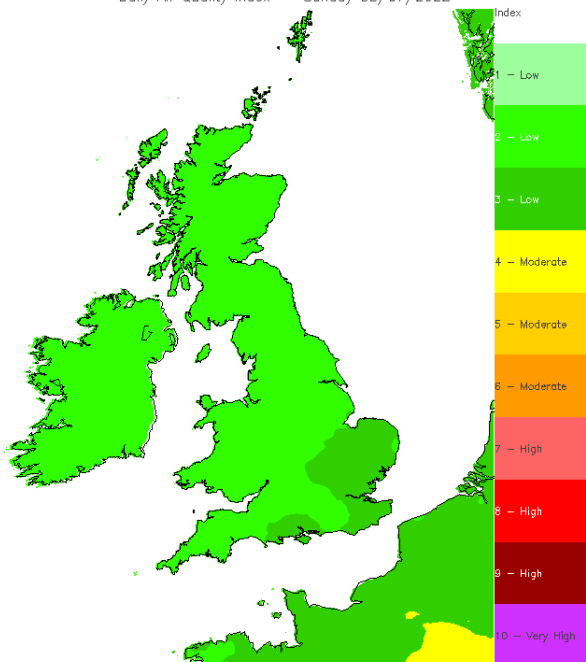 Index
1 - Low
2 - Low
3 - Low
4 - Moderate
5 - Moderate
6 - Moderate
7 - High
8 - High
9 - High
10 - Very High